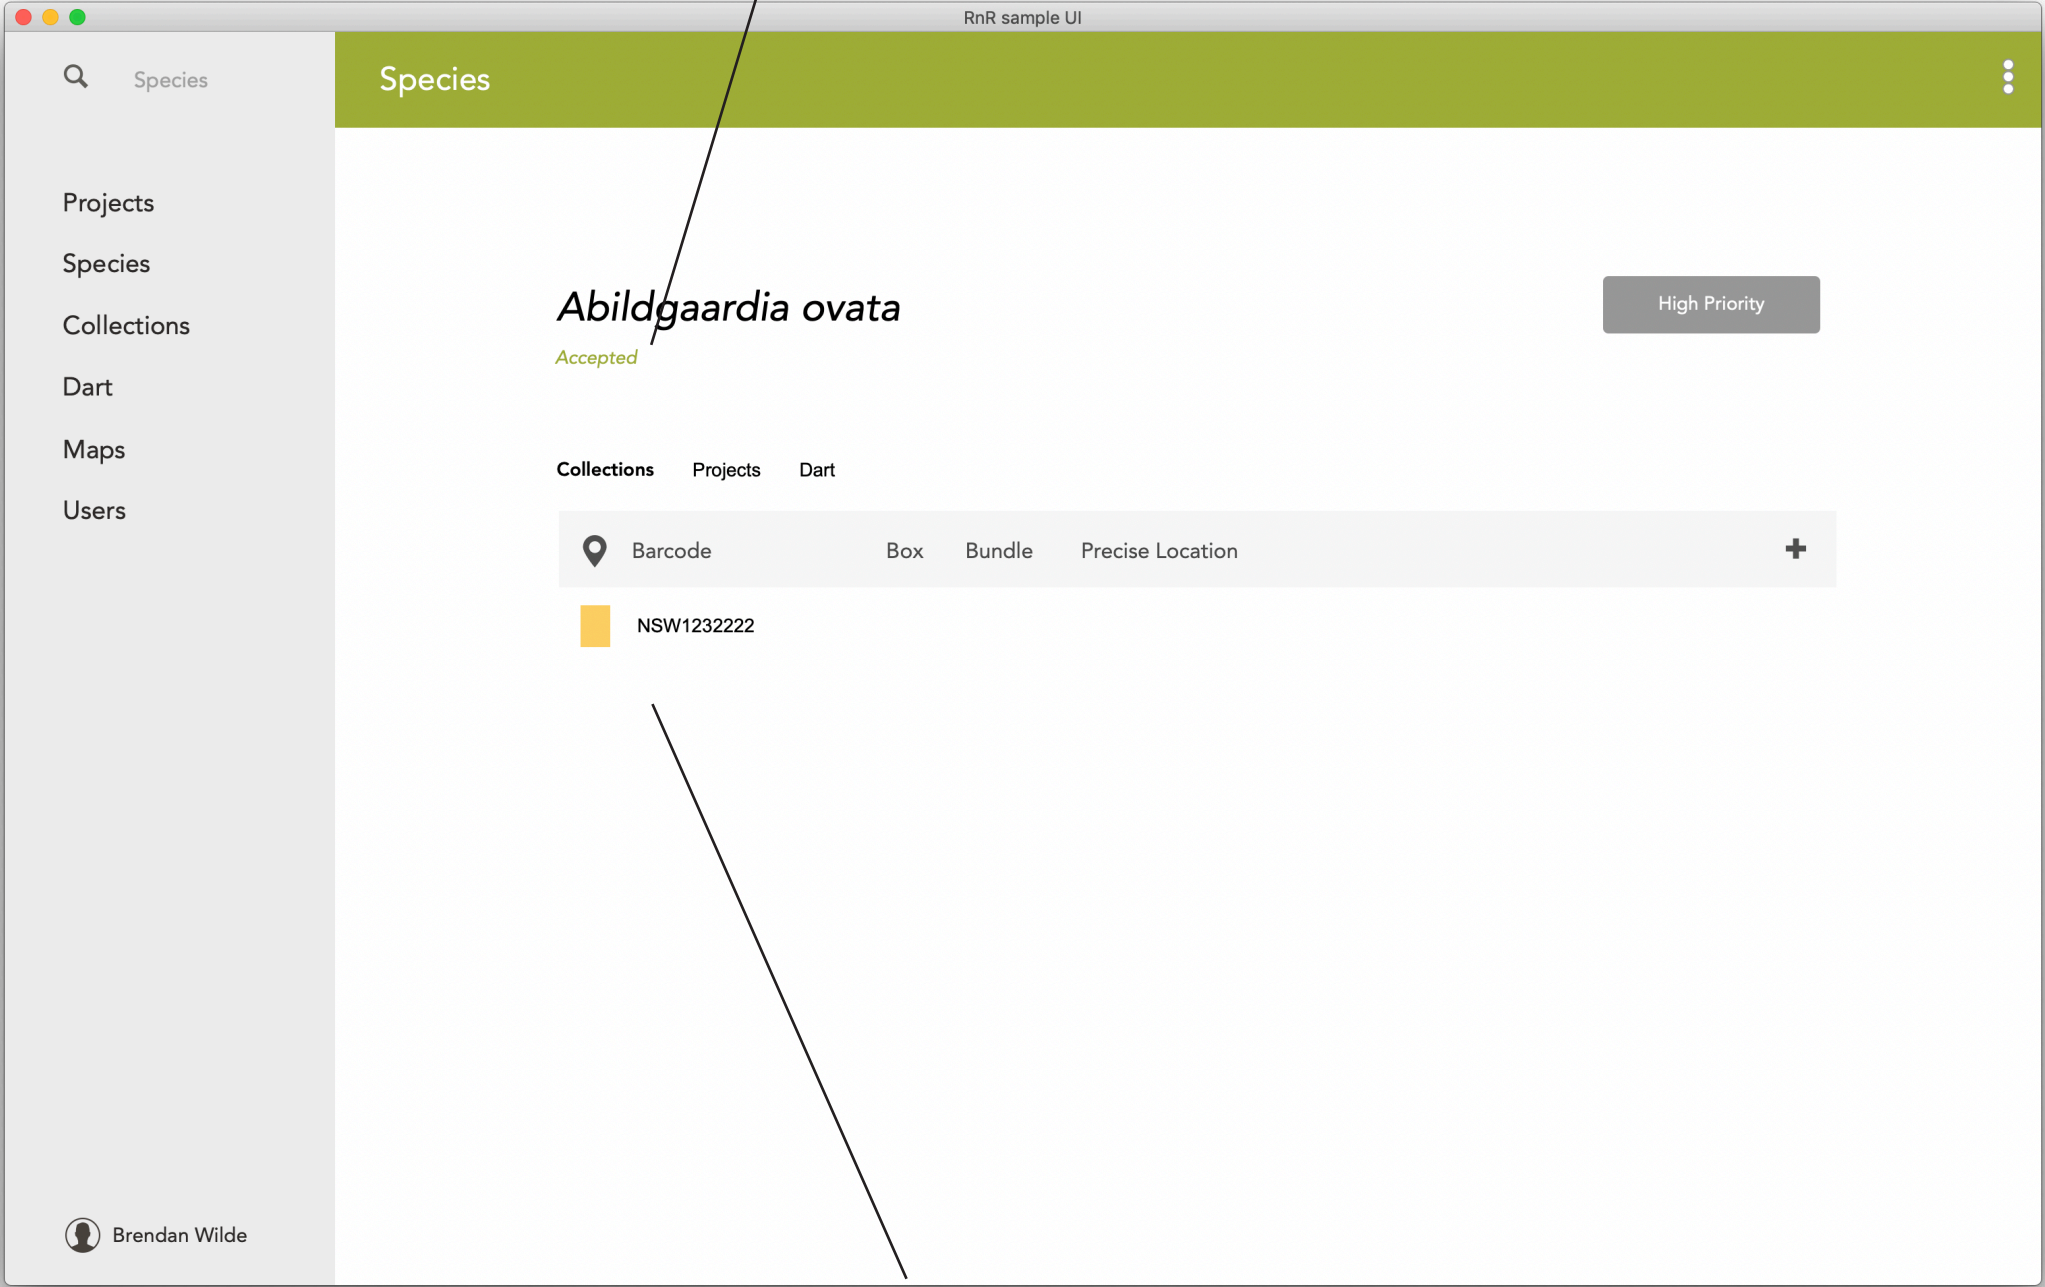 RnR sample UI
Species
Species
Projects
Species
Collections
Dart
Maps
Users
Brendan Wilde
Abildgaardia ovata
High Priority
Accepted
Collections Projects Dart
Barcode Box Bundle Precise Location
NSW1232222